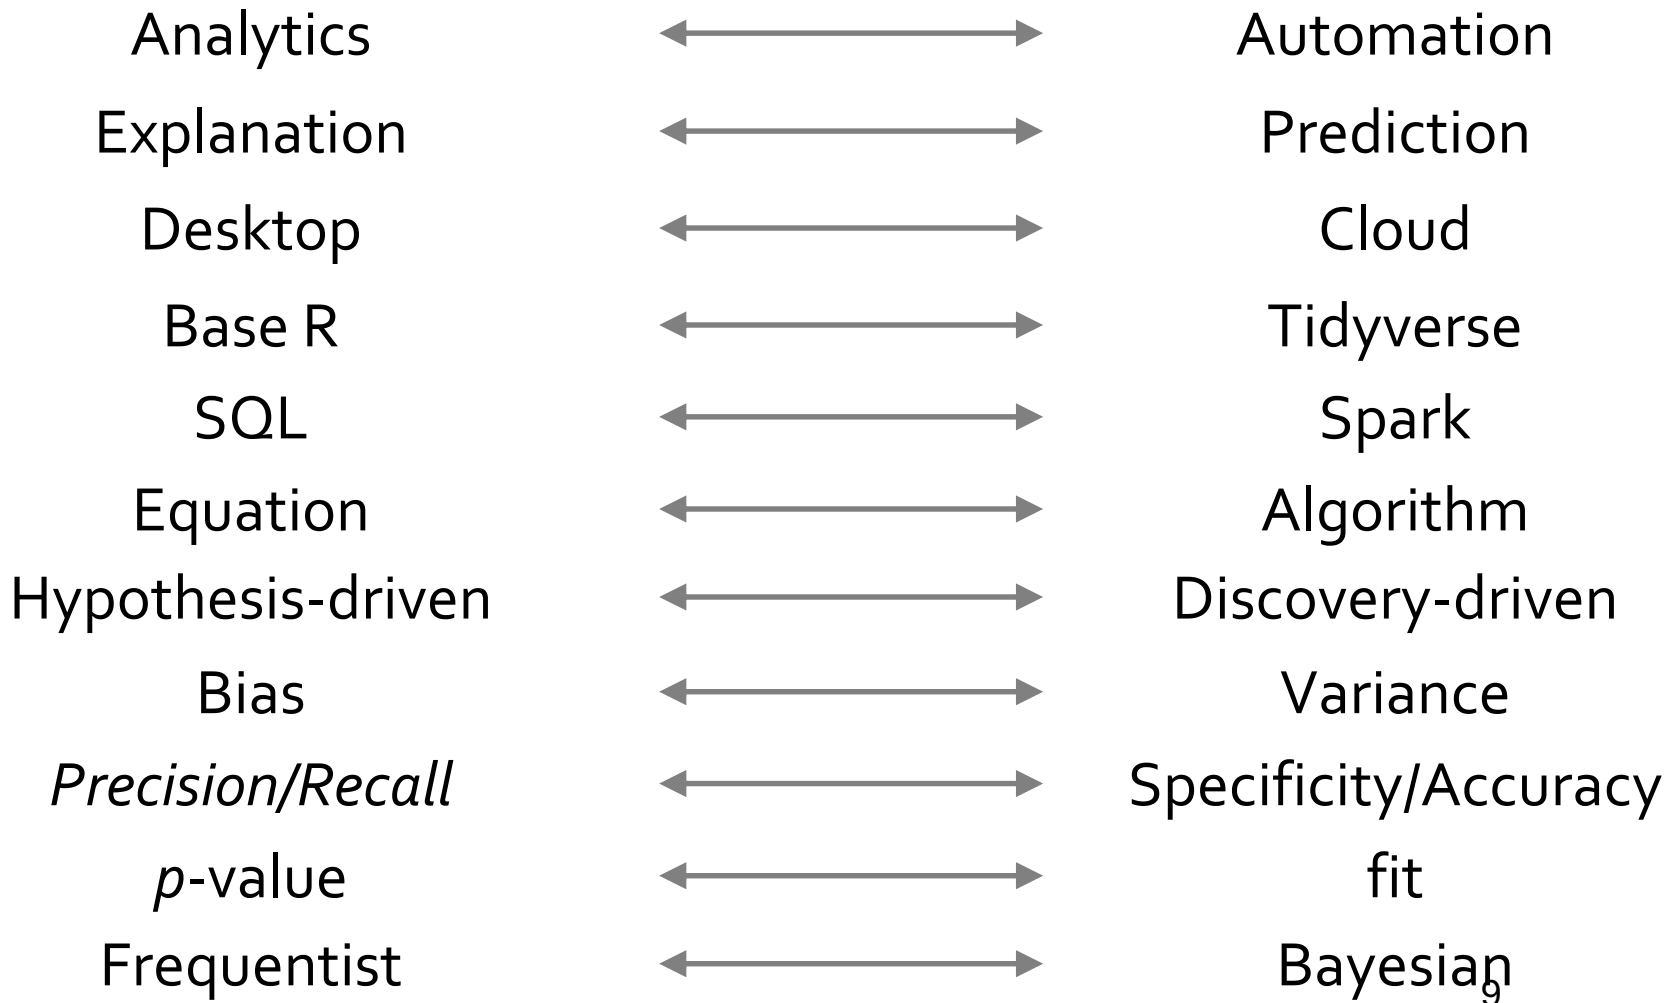 Analytics Automation
Explanation Prediction
Desktop Cloud
Base R Tidyverse
SQL Spark
Equation Algorithm
Hypothesis-driven Discovery-driven
Bias Variance
Precision/Recall Specificity/Accuracy
p-value fit
Frequentist Bayesian
9